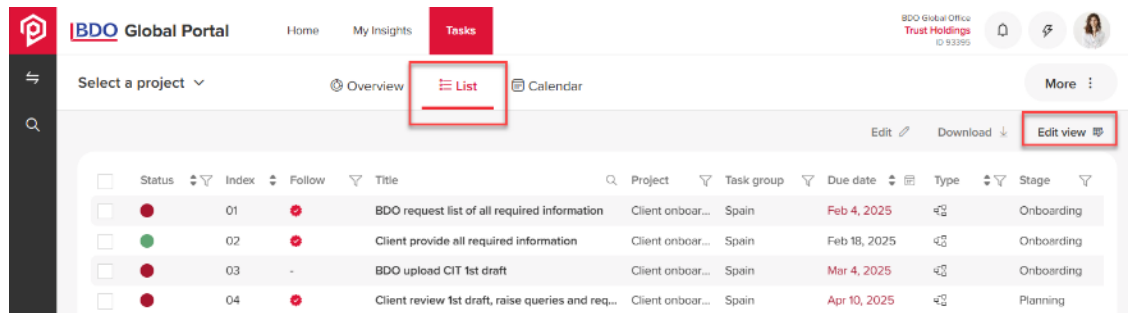 BDO Global Portal
Home
My Insights
Tasks
BDO Global Office
Trust Holdings
ID 93395
Select a project
Overview
List
Calendar
More
Edit
Download
Edit view
Status Index Follow Title Project Task group Due date Type Stage
01 BDO request list of all required information Client onboar... Spain Feb 4, 2025 Onboarding
02 Client provide all required information Client onboar... Spain Feb 18, 2025 Onboarding
03 - BDO upload CIT 1st draft Client onboar... Spain Mar 4, 2025 Onboarding
04 Client review 1st draft, raise queries and req... Client onboar... Spain Apr 10, 2025 Planning